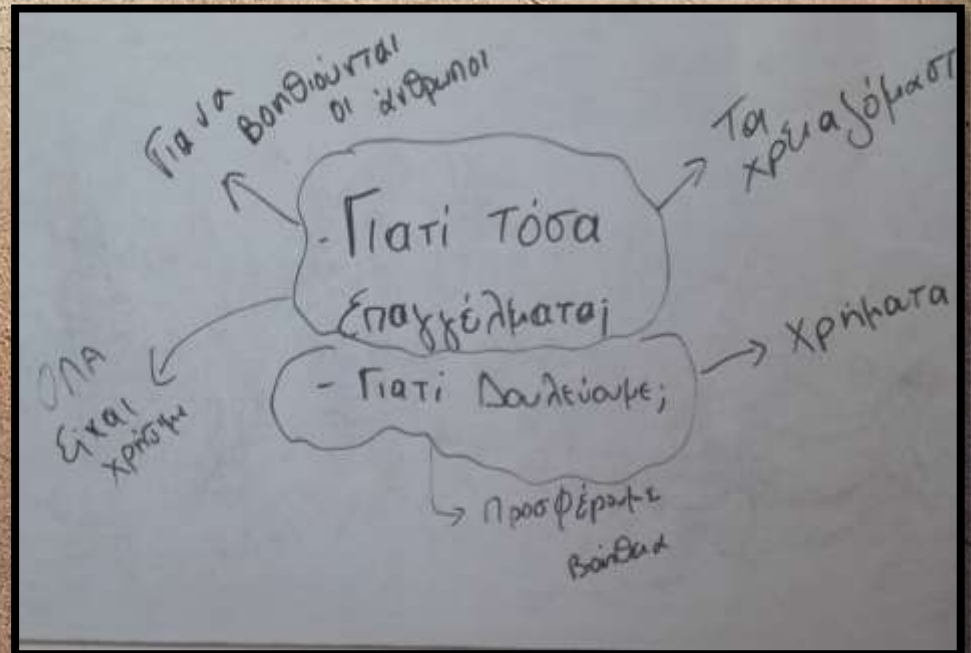 Για να
βοηθιούνται
οι άνθρωποι
Τα
χρειαζόμαστ
- Γιατί τόσα
επαγγέλματα;
ΟΛΑ
είναι
χρήσιμα
- Γιατί Δουλεύουμε;
→ χρήματα
→ προσφέρουμε
βοήθεια